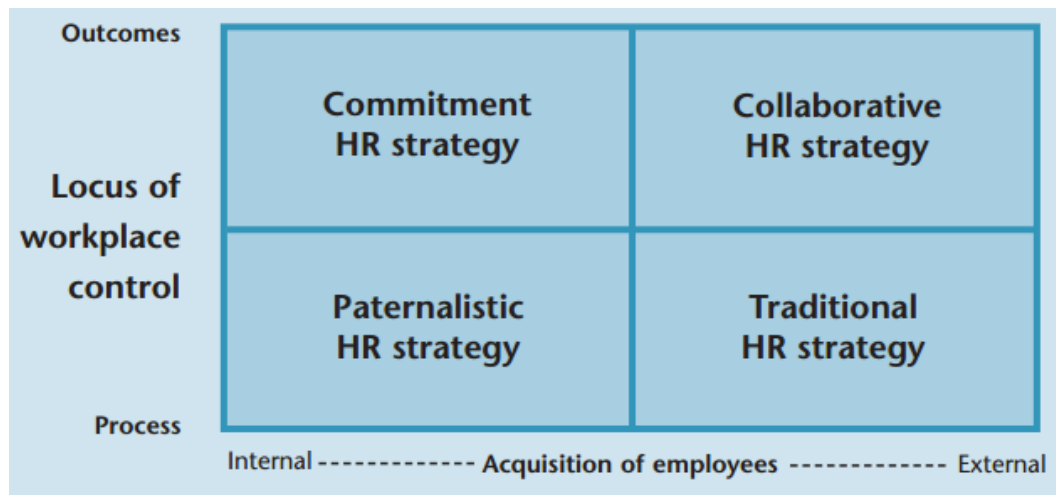 Outcomes
Commitment
HR strategy
Collaborative
HR strategy
Locus of
workplace
control
Paternalistic
HR strategy
Traditional
HR strategy
Process
Internal ------------- Acquisition of employees ------------- External